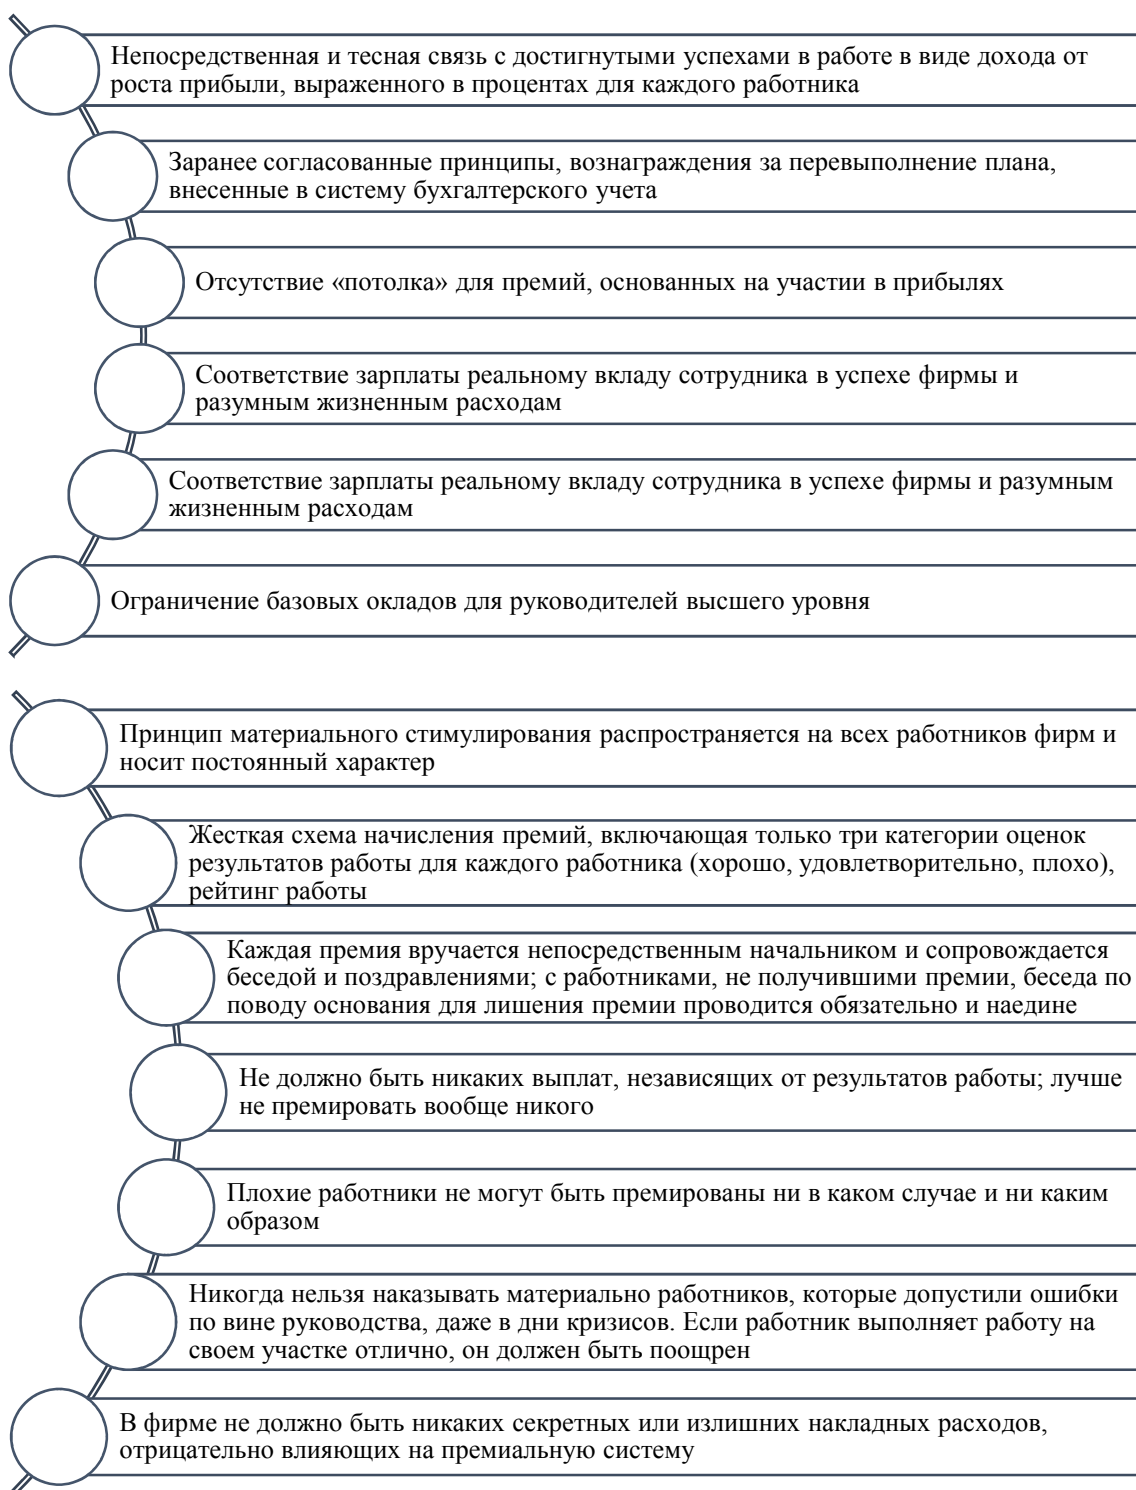 Непосредственная и тесная связь с достигнутыми успехами в работе в виде дохода от
роста прибыли, выраженного в процентах для каждого работника
Заранее согласованные принципы, вознаграждения за перевыполнение плана,
внесенные в систему бухгалтерского учета
Отсутствие «потолка» для премий, основанных на участии в прибылях
Соответствие зарплаты реальному вкладу сотрудника в успехе фирмы и
разумным жизненным расходам
Соответствие зарплаты реальному вкладу сотрудника в успехе фирмы и разумным
жизненным расходам
Ограничение базовых окладов для руководителей высшего уровня
Принцип материального стимулирования распространяется на всех работников фирм и
носит постоянный характер
Жесткая схема начисления премий, включающая только три категории оценок
результатов работы для каждого работника (хорошо, удовлетворительно, плохо),
рейтинг работы
Каждая премия вручается непосредственным начальником и сопровождается
беседой и поздравлениями; с работниками, не получившими премии, беседа по
поводу основания для лишения премии проводится обязательно и наедине
Не должно быть никаких выплат, независящих от результатов работы; лучше
не премировать вообще никого
Плохие работники не могут быть премированы ни в каком случае и ни каким
образом
Никогда нельзя наказывать материально работников, которые допустили ошибки
по вине руководства, даже в дни кризисов. Если работник выполняет работу на
своем участке отлично, он должен быть поощрен
В фирме не должно быть никаких секретных или излишних накладных расходов,
отрицательно влияющих на премиальную систему